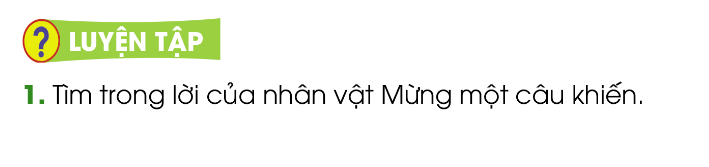 ? LUYỆN TẬP
1. Tìm trong lời của nhân vật Mừng một câu khiến.